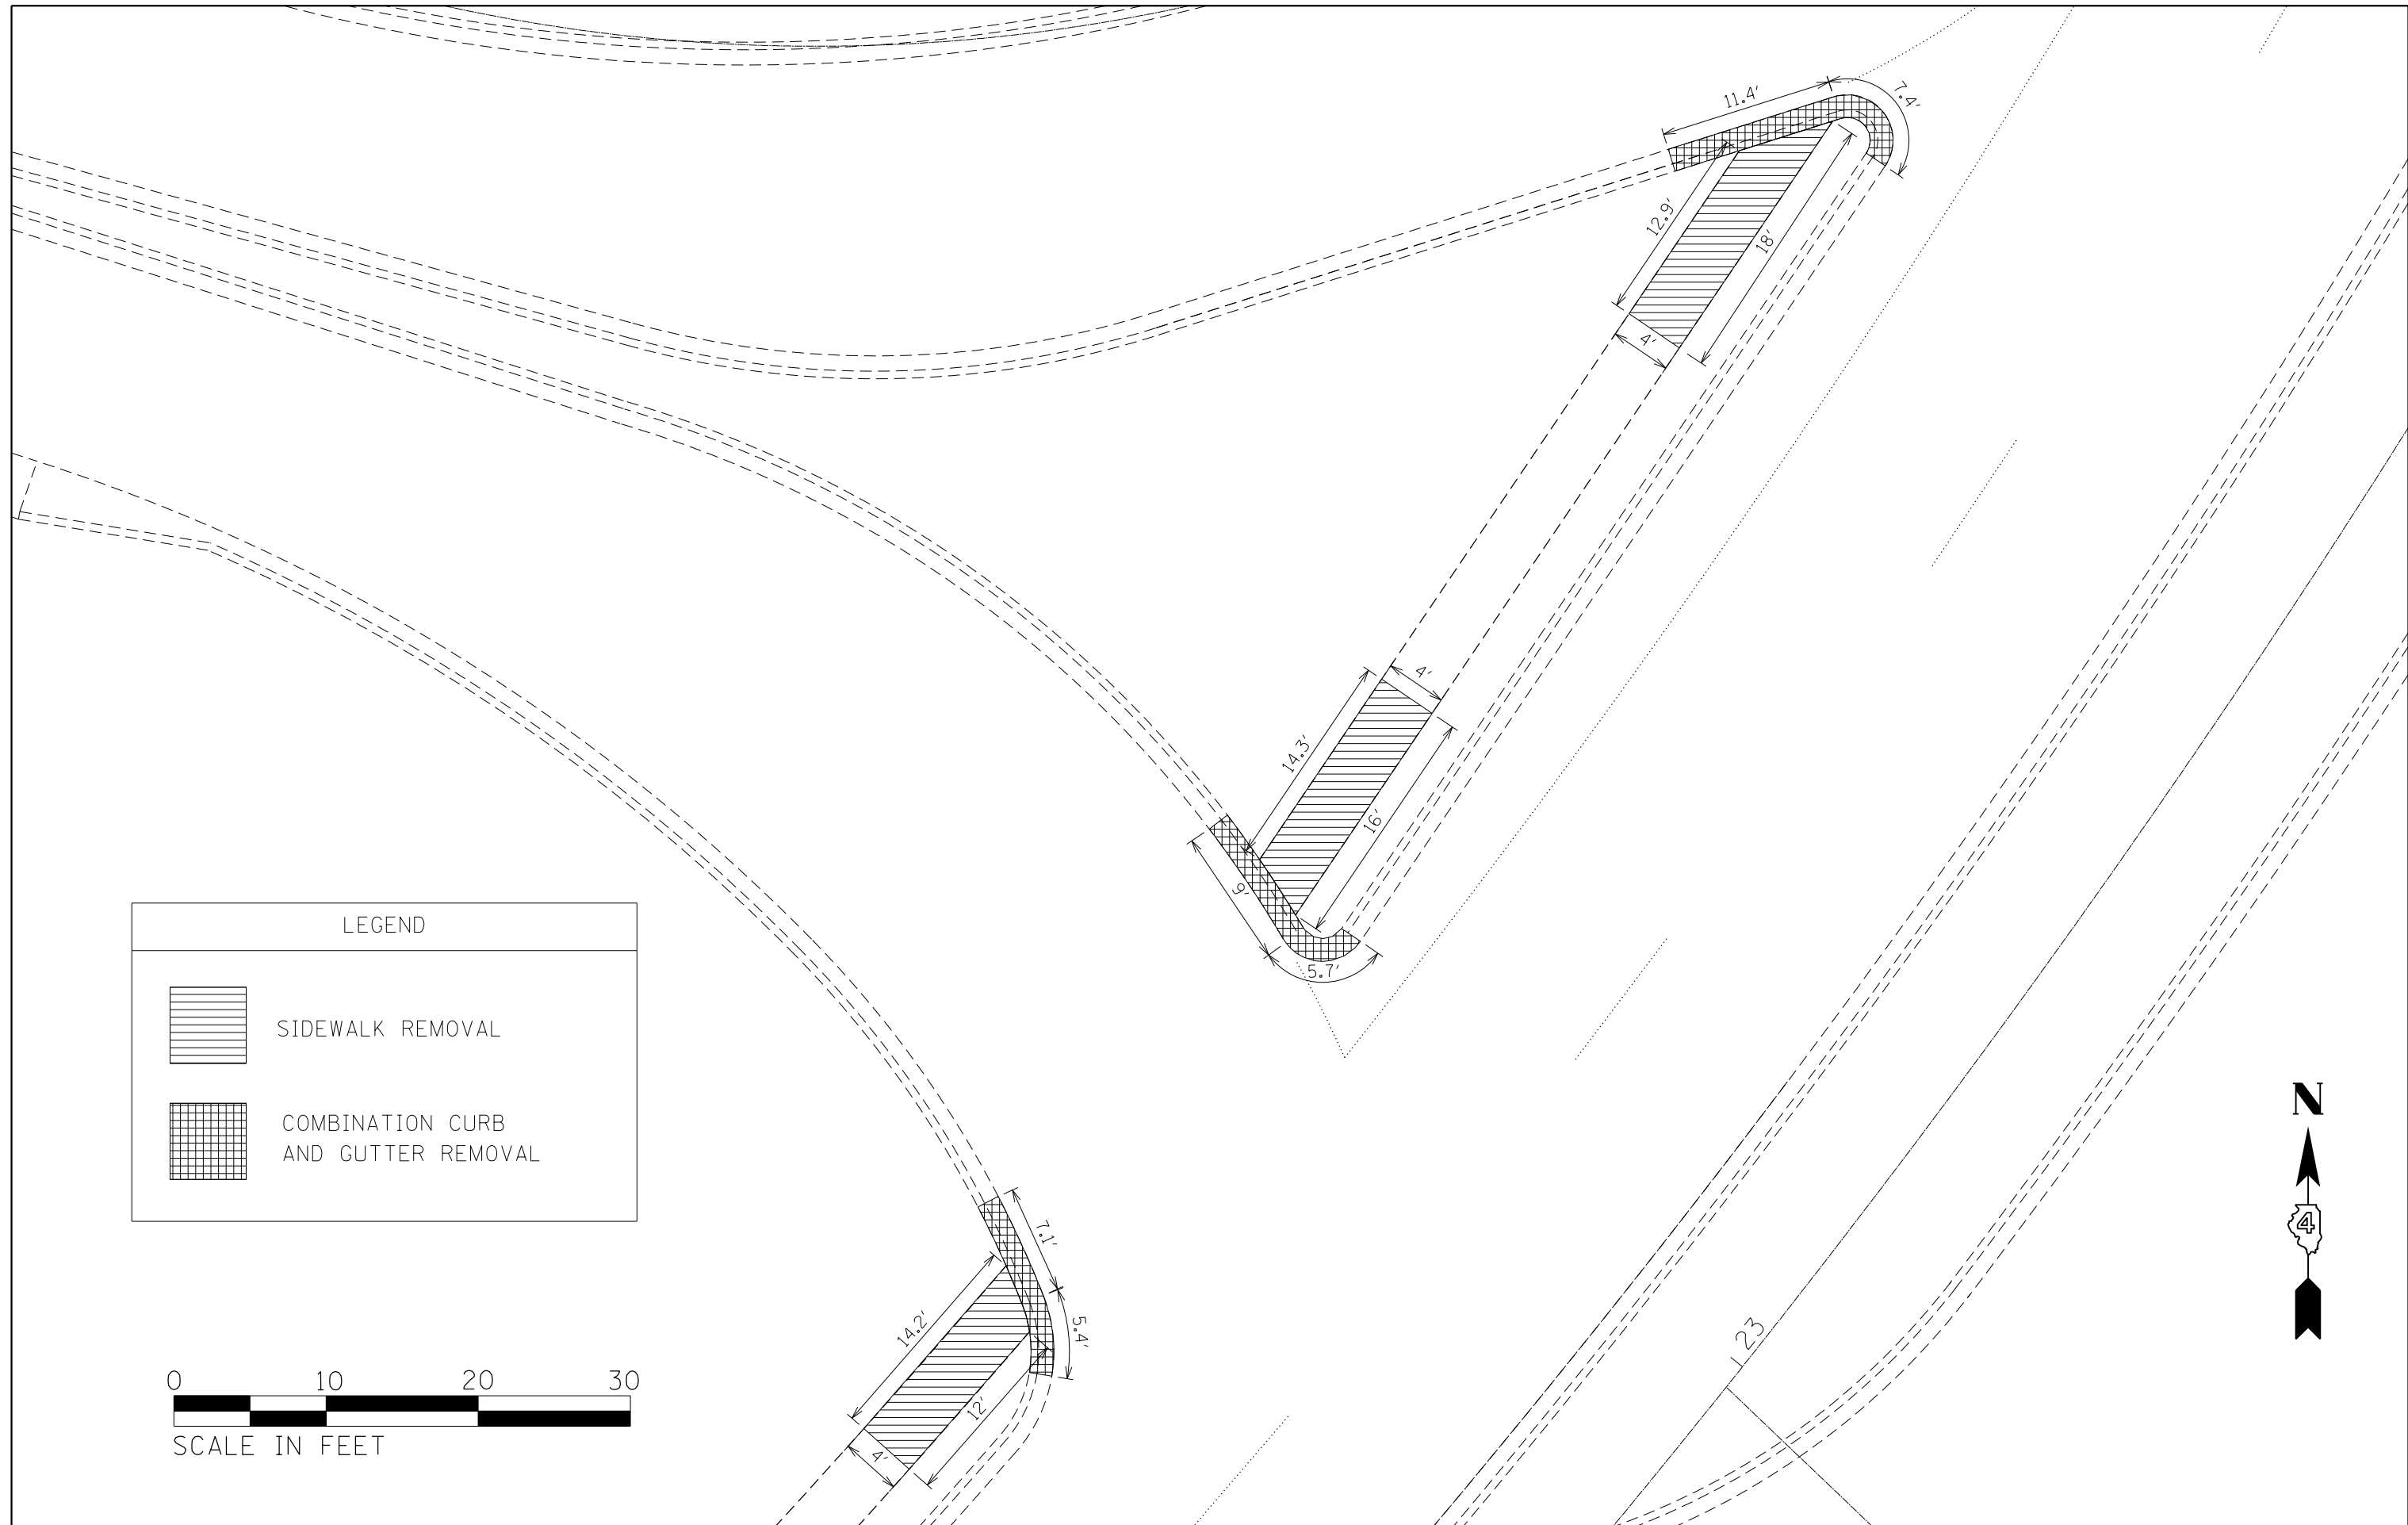 11.4'
7.4'
12.9'
18'
4'
4'
14.3'
16'
9'
5.7'
LEGEND
SIDEWALK REMOVAL
COMBINATION CURB
AND GUTTER REMOVAL
7.1'
5.4'
14.2'
12'
4'
0 10 20 30
SCALE IN FEET
23
N
4